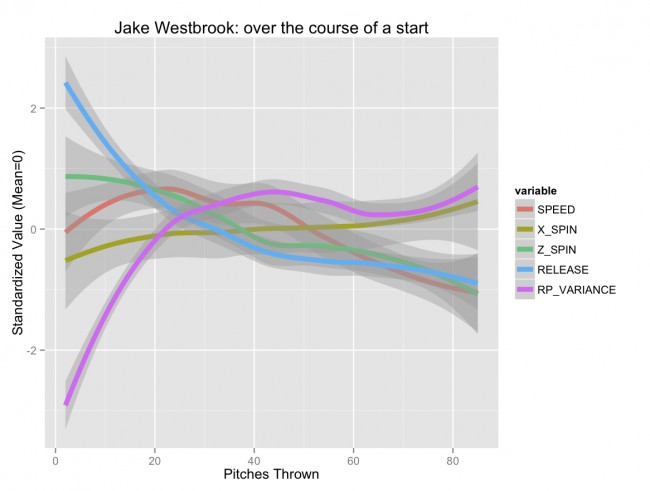 Jake Westbrook: over the course of a start
Standardized Value (Mean=0)
2
0
-2
0
20
40
60
80
Pitches Thrown
variable
SPEED
X_SPIN
Z_SPIN
RELEASE
RP_VARIANCE